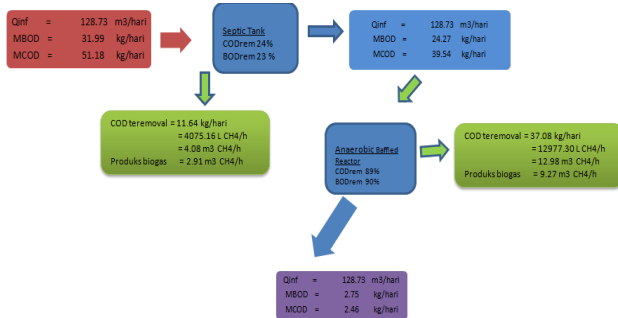 Qinf = 128.73 m3/hari
MBOD = 31.99 kg/hari
MCOD = 51.18 kg/hari
Septic Tank
CODrem 24%
BODrem 23 %
Qinf = 128.73 m3/hari
MBOD = 24.27 kg/hari
MCOD = 39.54 kg/hari
COD teremoval = 11.64 kg/hari
= 4075.16 L CH4/h
= 4.08 m3 CH4/h
Produks biogas = 2.91 m3 CH4/h
Anaerobic Baffled
Reactor
CODrem 89%
BODrem 90%
COD teremoval = 37.08 kg/hari
= 12977.30 L CH4/h
= 12.98 m3 CH4/h
Produks biogas = 9.27 m3 CH4/h
Qinf = 128.73 m3/hari
MBOD = 2.75 kg/hari
MCOD = 2.46 kg/hari